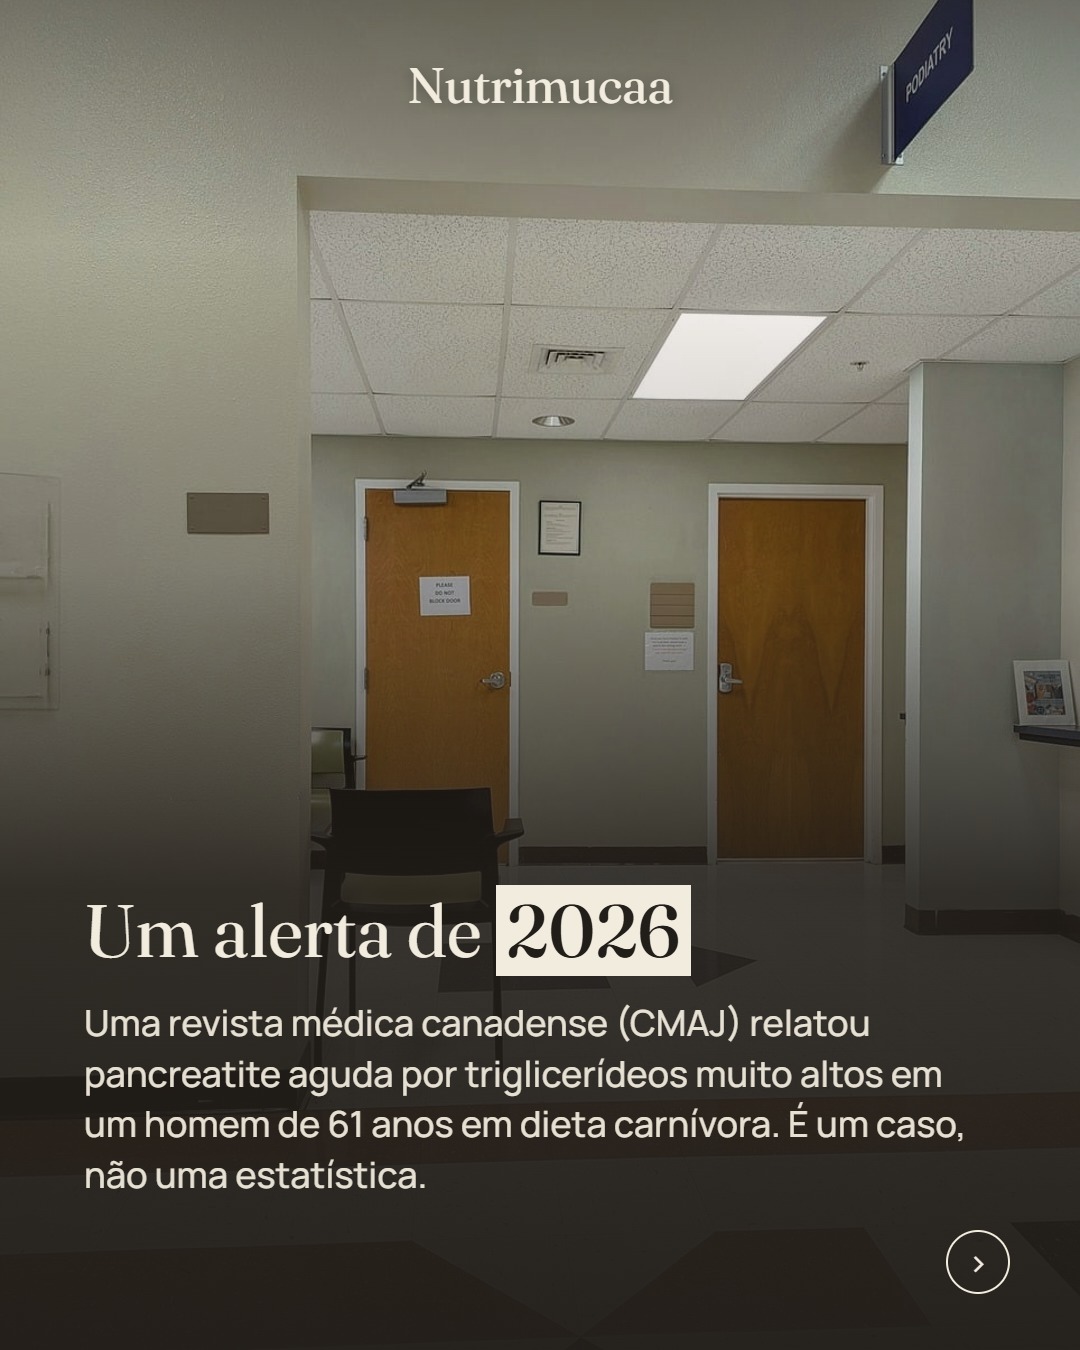 Nutrimucaa
PODIATRY
PLEASE
DO NOT
BLOCK DOOR
Um alerta de 2026
Uma revista médica canadense (CMAJ) relatou
pancreatite aguda por triglicerídeos muito altos em
um homem de 61 anos em dieta carnívora. É um caso,
não uma estatística.